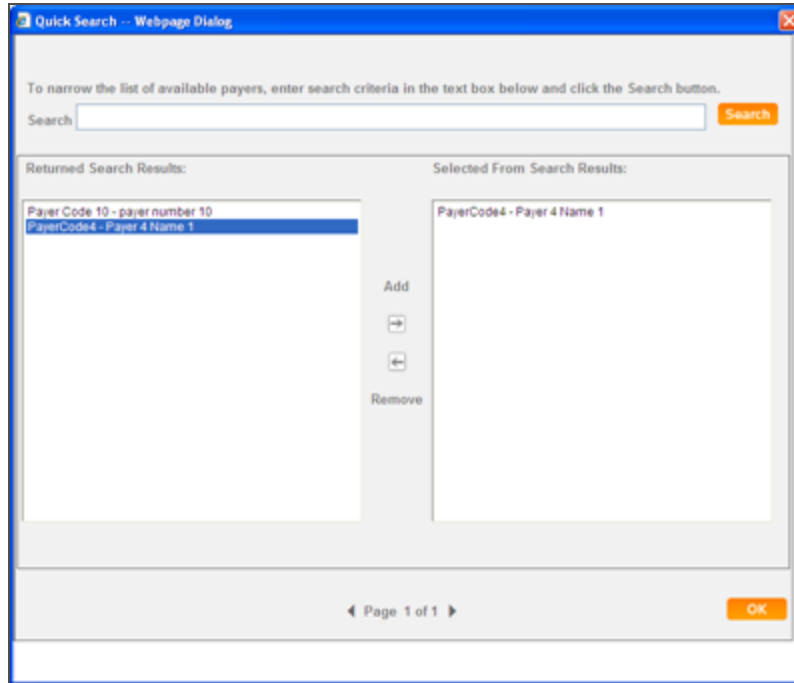 Quick Search -- Webpage Dialog
To narrow the list of available payers, enter search criteria in the text box below and click the Search button.
Search
Search
Returned Search Results:
Selected From Search Results:
Payer Code 10 - payer number 10
PayerCode4 - Payer 4 Name 1
PayerCode4 - Payer 4 Name 1
Add
Remove
Page 1 of 1
OK